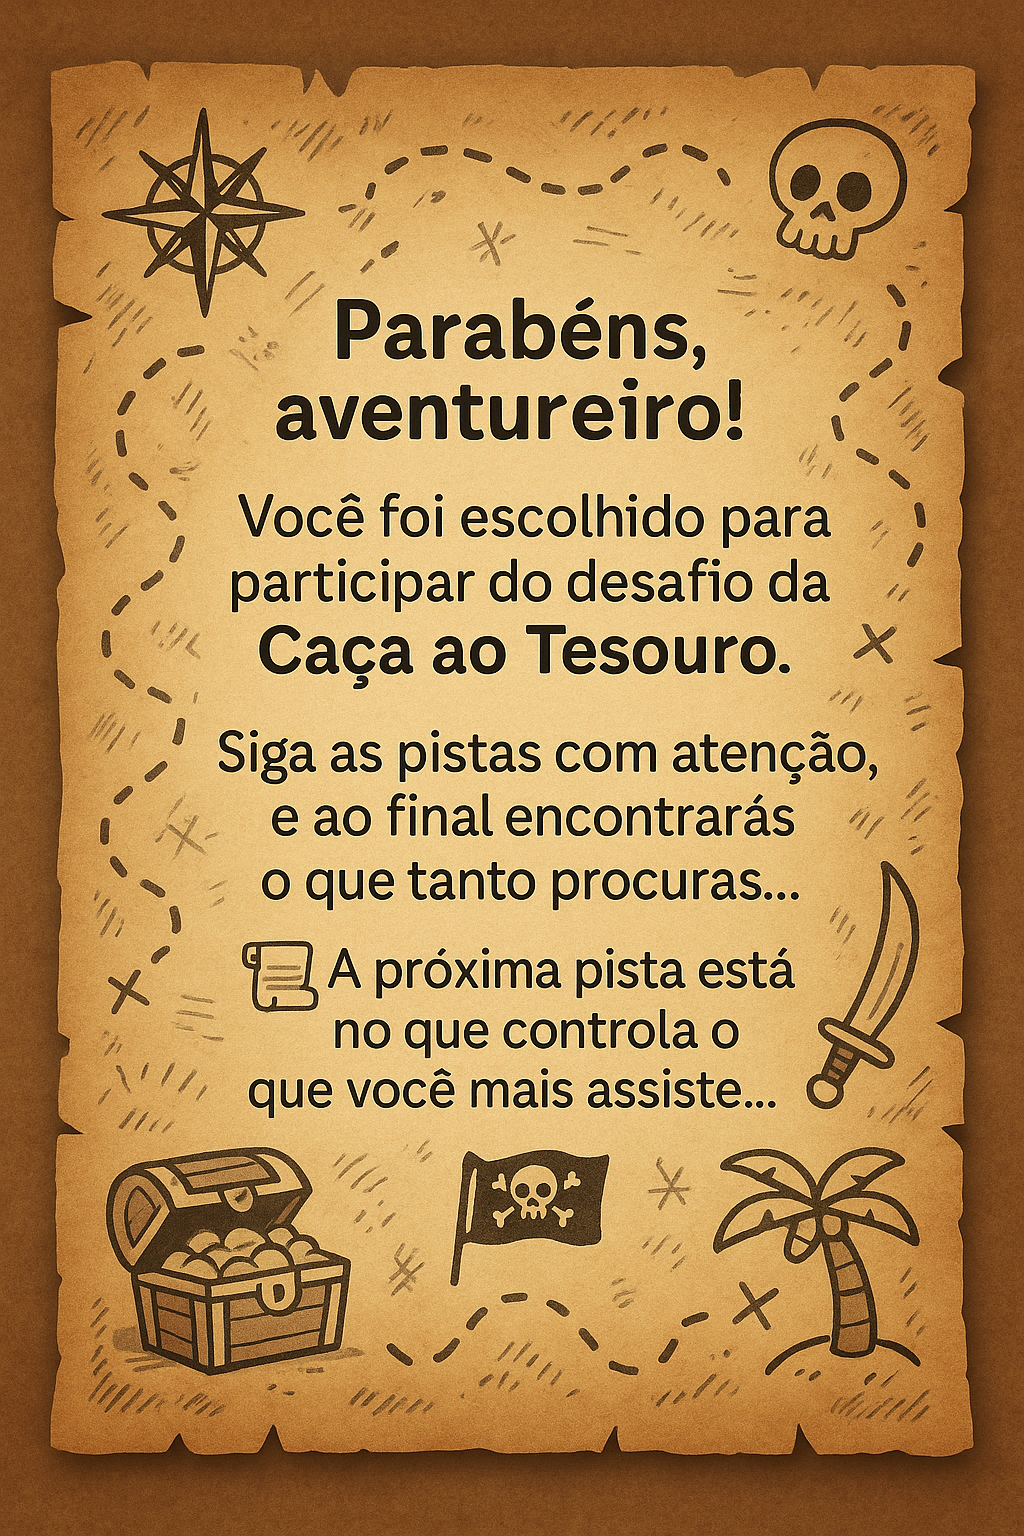 Parabéns,
aventureiro!
Você foi escolhido para
participar do desafio da
Caça ao Tesouro.
Siga as pistas com atenção,
e ao final encontrarás
o que tanto procuras...
A próxima pista está
no que controla o
que você mais assiste...